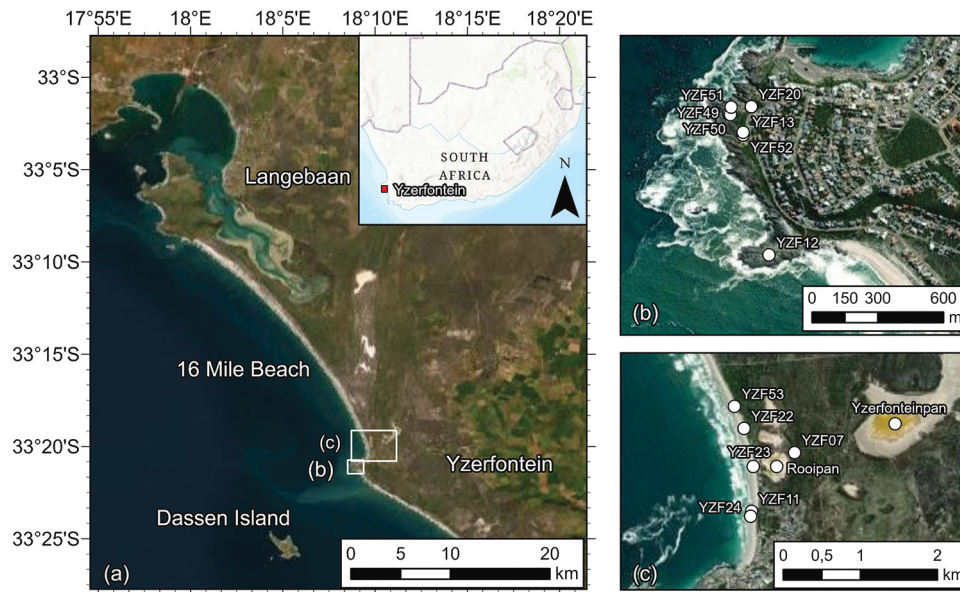 17°55'E 18°E 18°5'E 18°10'E 18°20'E
33°S
33°5'S
33°10'S
33°15'S
33°20'S
33°25'S
Langebaan
16 Mile Beach
(c)
(b)
Yzerfontein
Dassen Island
(a)
0 5 10 20
km
SOUTH
AFRICA
N
Yzerfontein
YZF51
YZF20
YZF49
YZF13
YZF50
YZF52
YZF12
(b)
0 150 300 600
m
YZF53
YZF22
Yzerfonteinpan
YZF07
YZF23
Rooipan
YZF11
YZF24
(c)
0 0,5 1 2
km